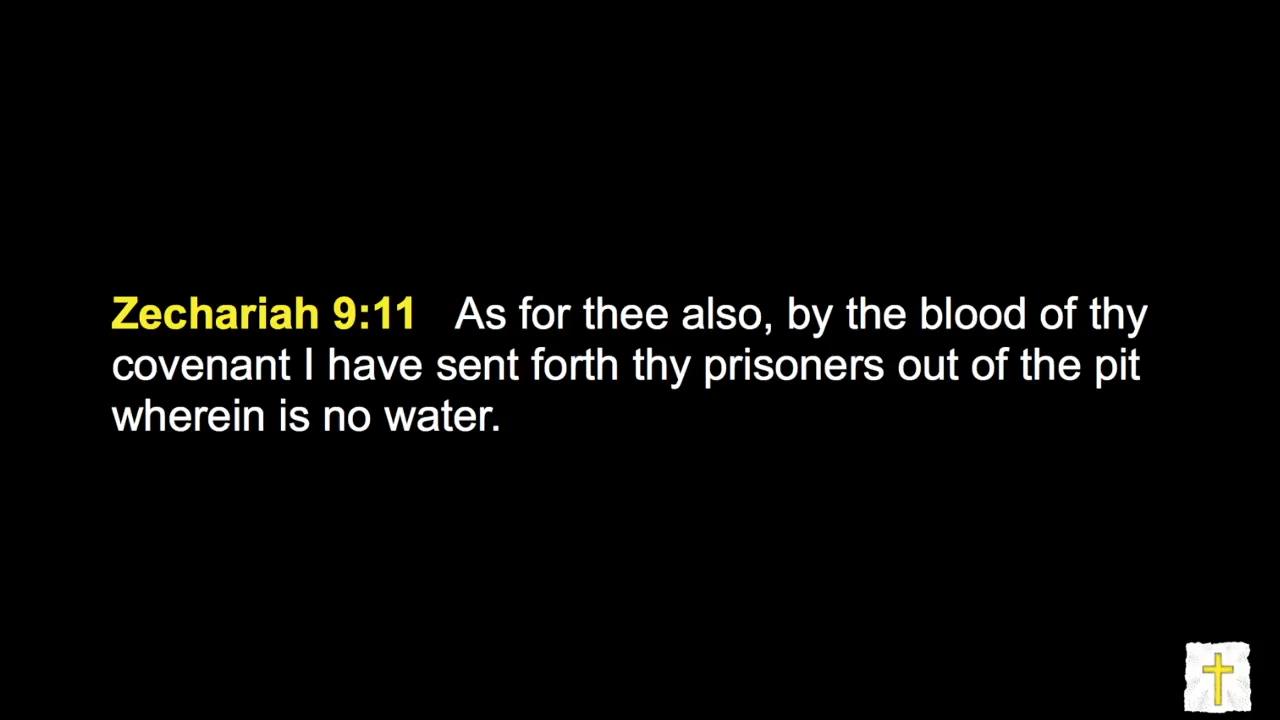 Zechariah 9:11 As for thee also, by the blood of thy
covenant I have sent forth thy prisoners out of the pit
wherein is no water.